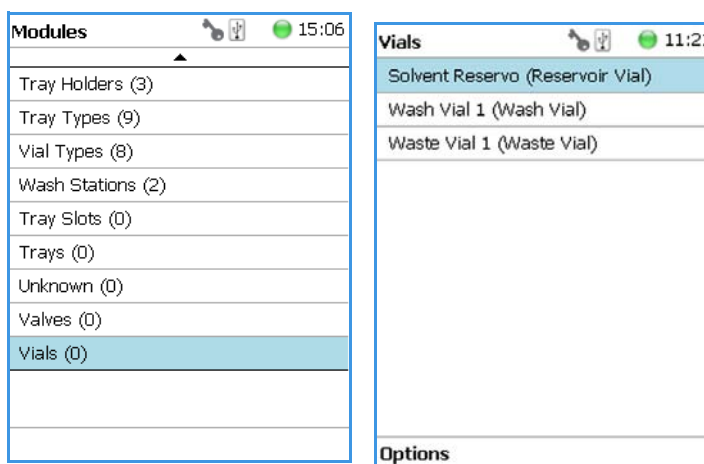 Modules 15:06
Tray Holders (3)
Tray Types (9)
Vial Types (8)
Wash Stations (2)
Tray Slots (0)
Trays (0)
Unknown (0)
Valves (0)
Vials (0)
Vials
Solvent Reservo (Reservoir Vial)
Wash Vial 1 (Wash Vial)
Waste Vial 1 (Waste Vial)
Options